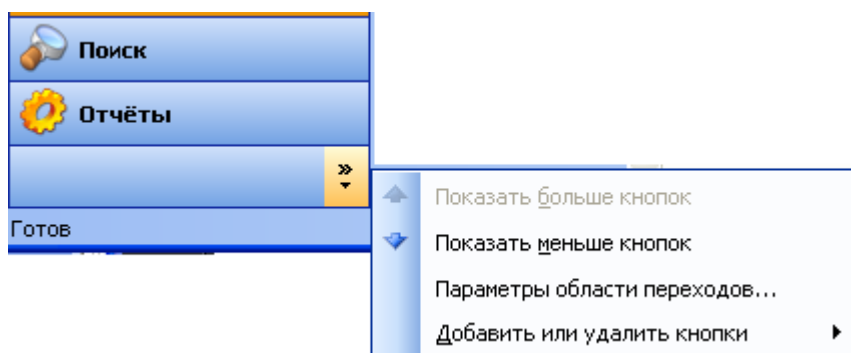 Поиск
Отчёты
»
Готов
Показать больше кнопок
Показать меньше кнопок
Параметры области переходов...
Добавить или удалить кнопки